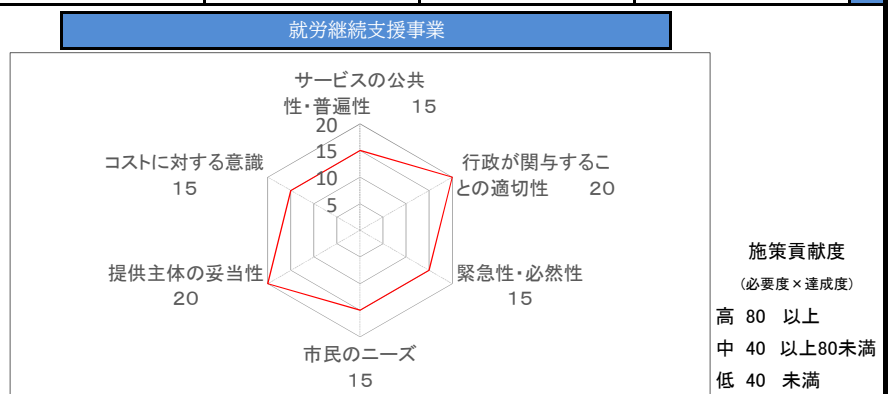 就労継続支援事業
サービスの公共
性・普遍性　15
20
15
10
5
行政が関与するこ
との適切性　20
緊急性・必然性
15
市民のニーズ
15
提供主体の妥当性
20
コストに対する意識
15
施策貢献度
(必要度×達成度)
高 80 以上
中 40 以上80未満
低 40 未満